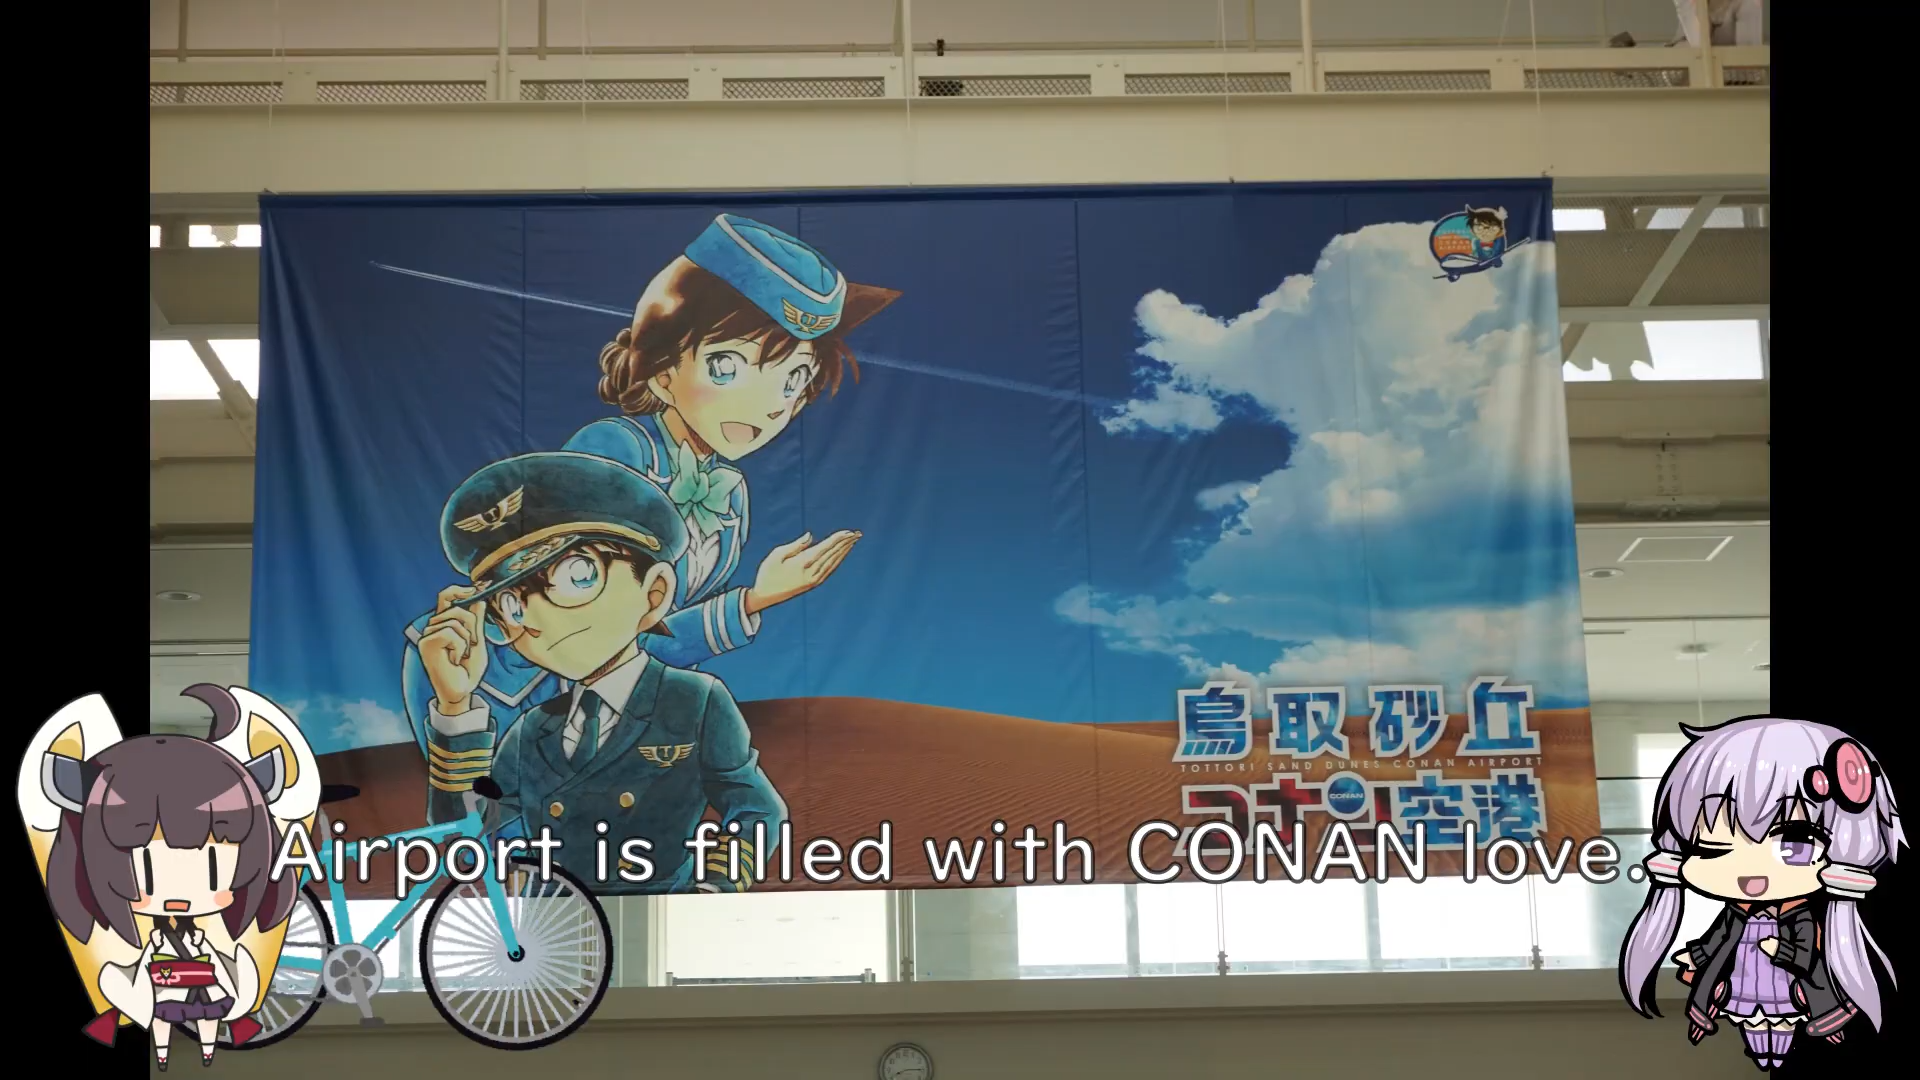 鳥取砂丘
TOTTORI SAND DUNES CONAN AIRPORT
コナン空港
CONAN
Airport is filled with CONAN love.